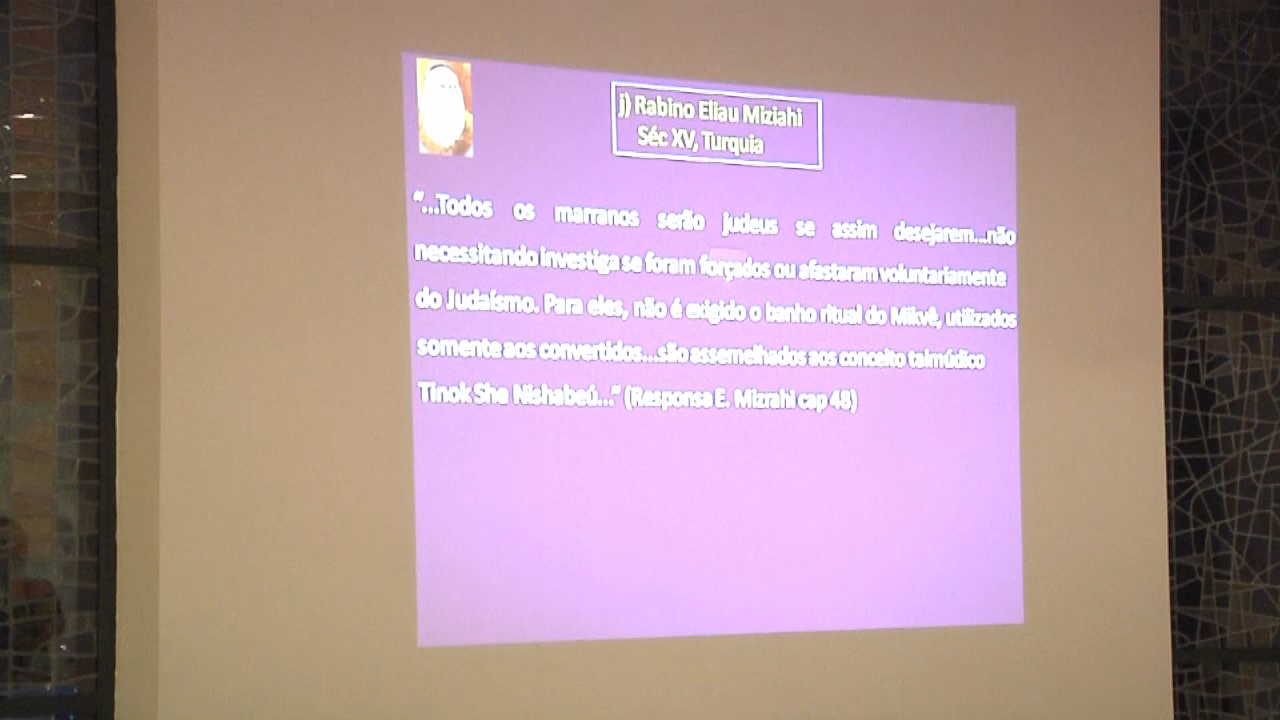 j) Rabino Eliau Miziahi
Séc XV, Turquia
“...Todos os marranos serão judeus se assim desejarem...não
necessitando investiga se foram forçados ou afastaram voluntariamente
do Judaísmo. Para eles, não é exigido o banho ritual do Mikvê, utilizados
somente aos convertidos...são assemelhados aos conceito talmúdico
Tinok She Nishabeú...” (Responsa E. Mizrahi cap 48)